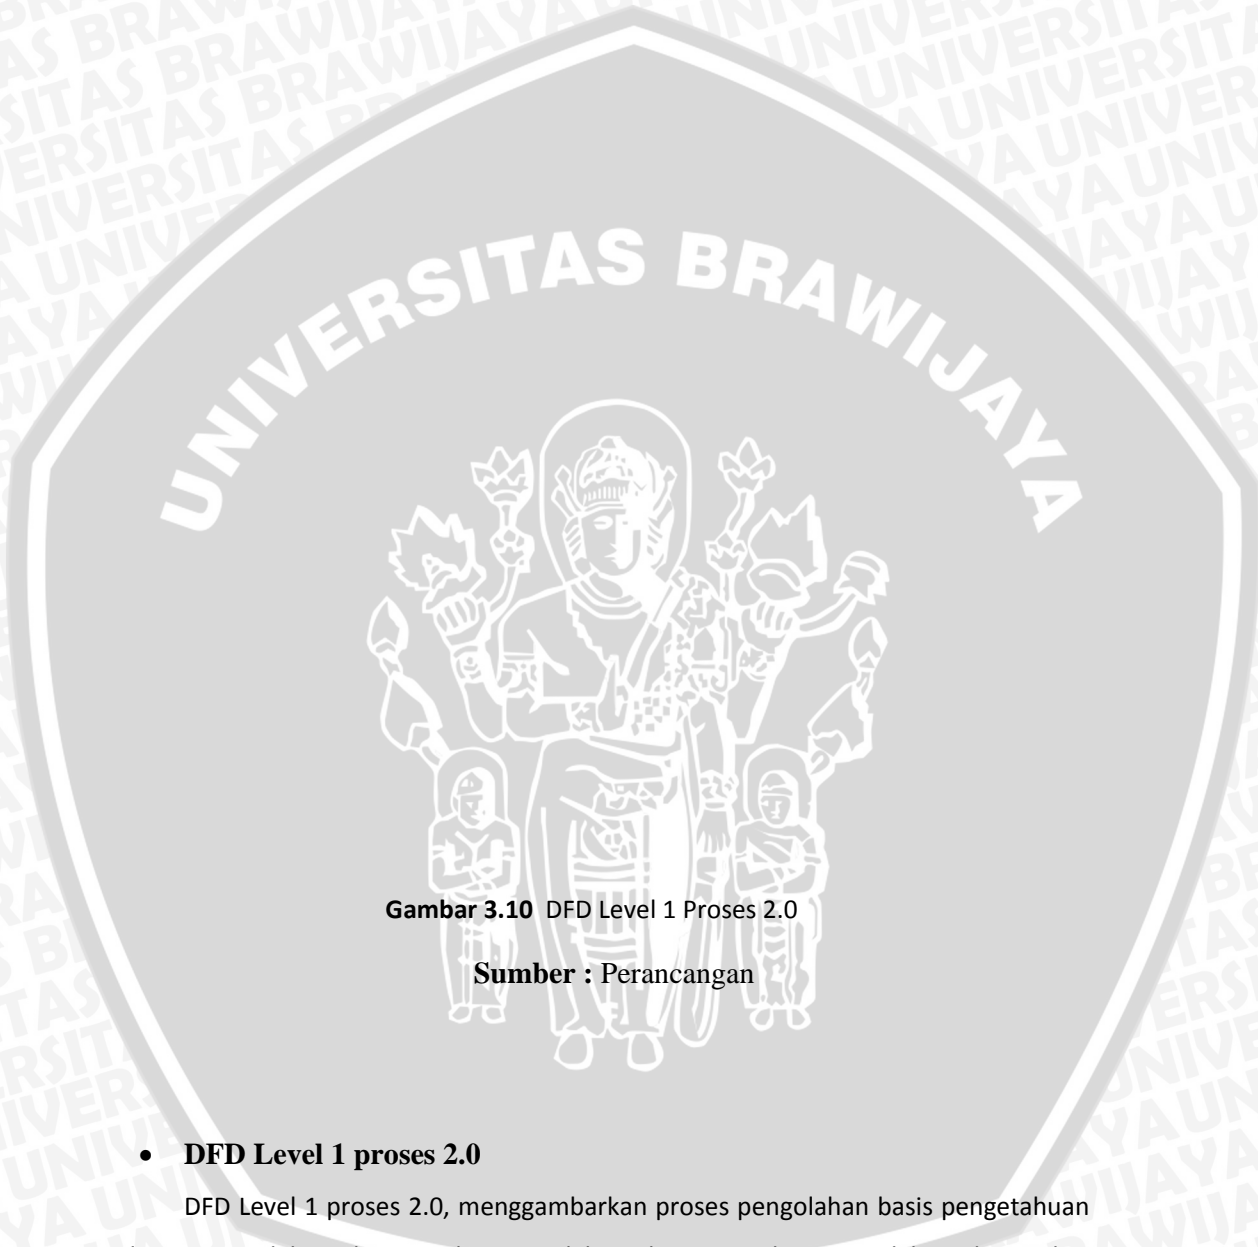 UNIVERSITAS BRAWIJAYA
Gambar 3.10 DFD Level 1 Proses 2.0
Sumber : Perancangan
• DFD Level 1 proses 2.0
DFD Level 1 proses 2.0, menggambarkan proses pengolahan basis pengetahuan